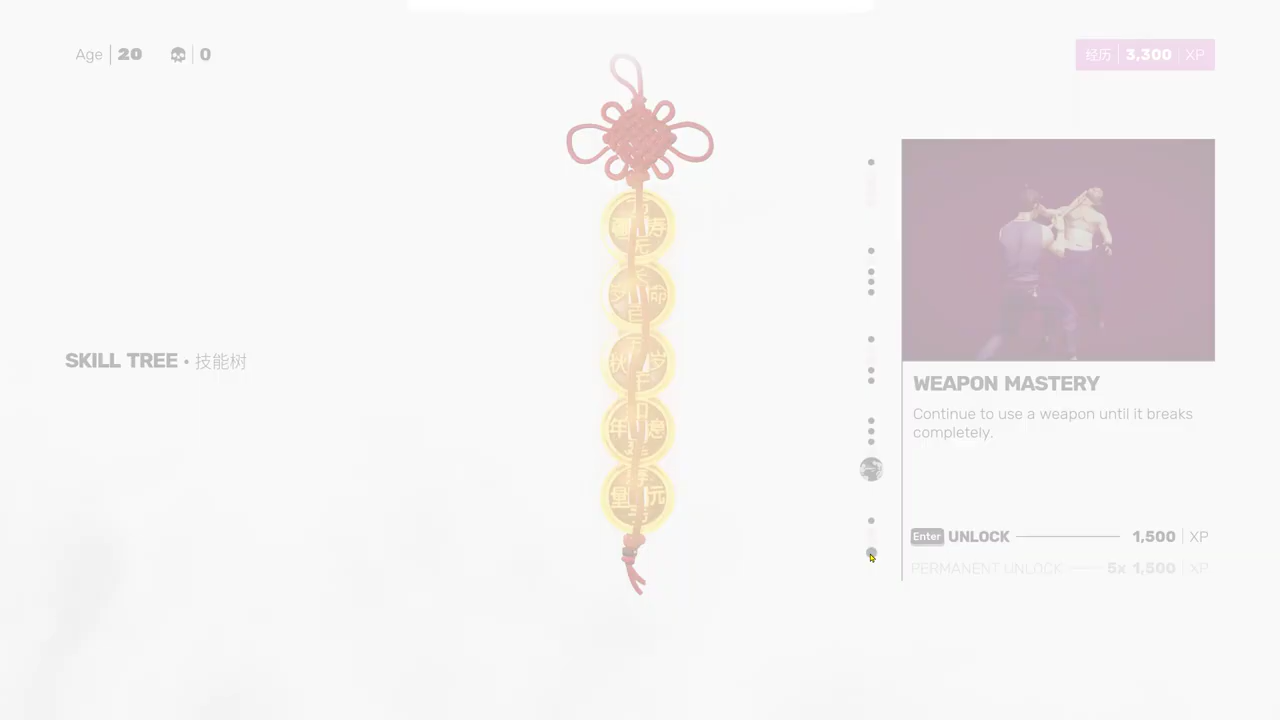 Age 20 0
经历 3,300 XP
SKILL TREE • 技能树
WEAPON MASTERY
Continue to use a weapon until it breaks
completely.
Enter UNLOCK 1,500 XP
PERMANENT UNLOCK 5x 1,500 XP